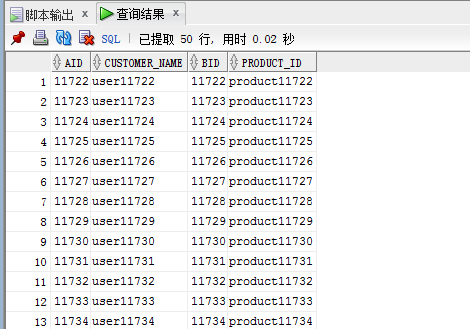 脚本输出 × 查询结果 ×
SQL | 已提取 50 行，用时 0.02 秒
AID CUSTOMER_NAME BID PRODUCT_ID
1 11722 user11722 11722 product11722
2 11723 user11723 11723 product11723
3 11724 user11724 11724 product11724
4 11725 user11725 11725 product11725
5 11726 user11726 11726 product11726
6 11727 user11727 11727 product11727
7 11728 user11728 11728 product11728
8 11729 user11729 11729 product11729
9 11730 user11730 11730 product11730
10 11731 user11731 11731 product11731
11 11732 user11732 11732 product11732
12 11733 user11733 11733 product11733
13 11734 user11734 11734 product11734